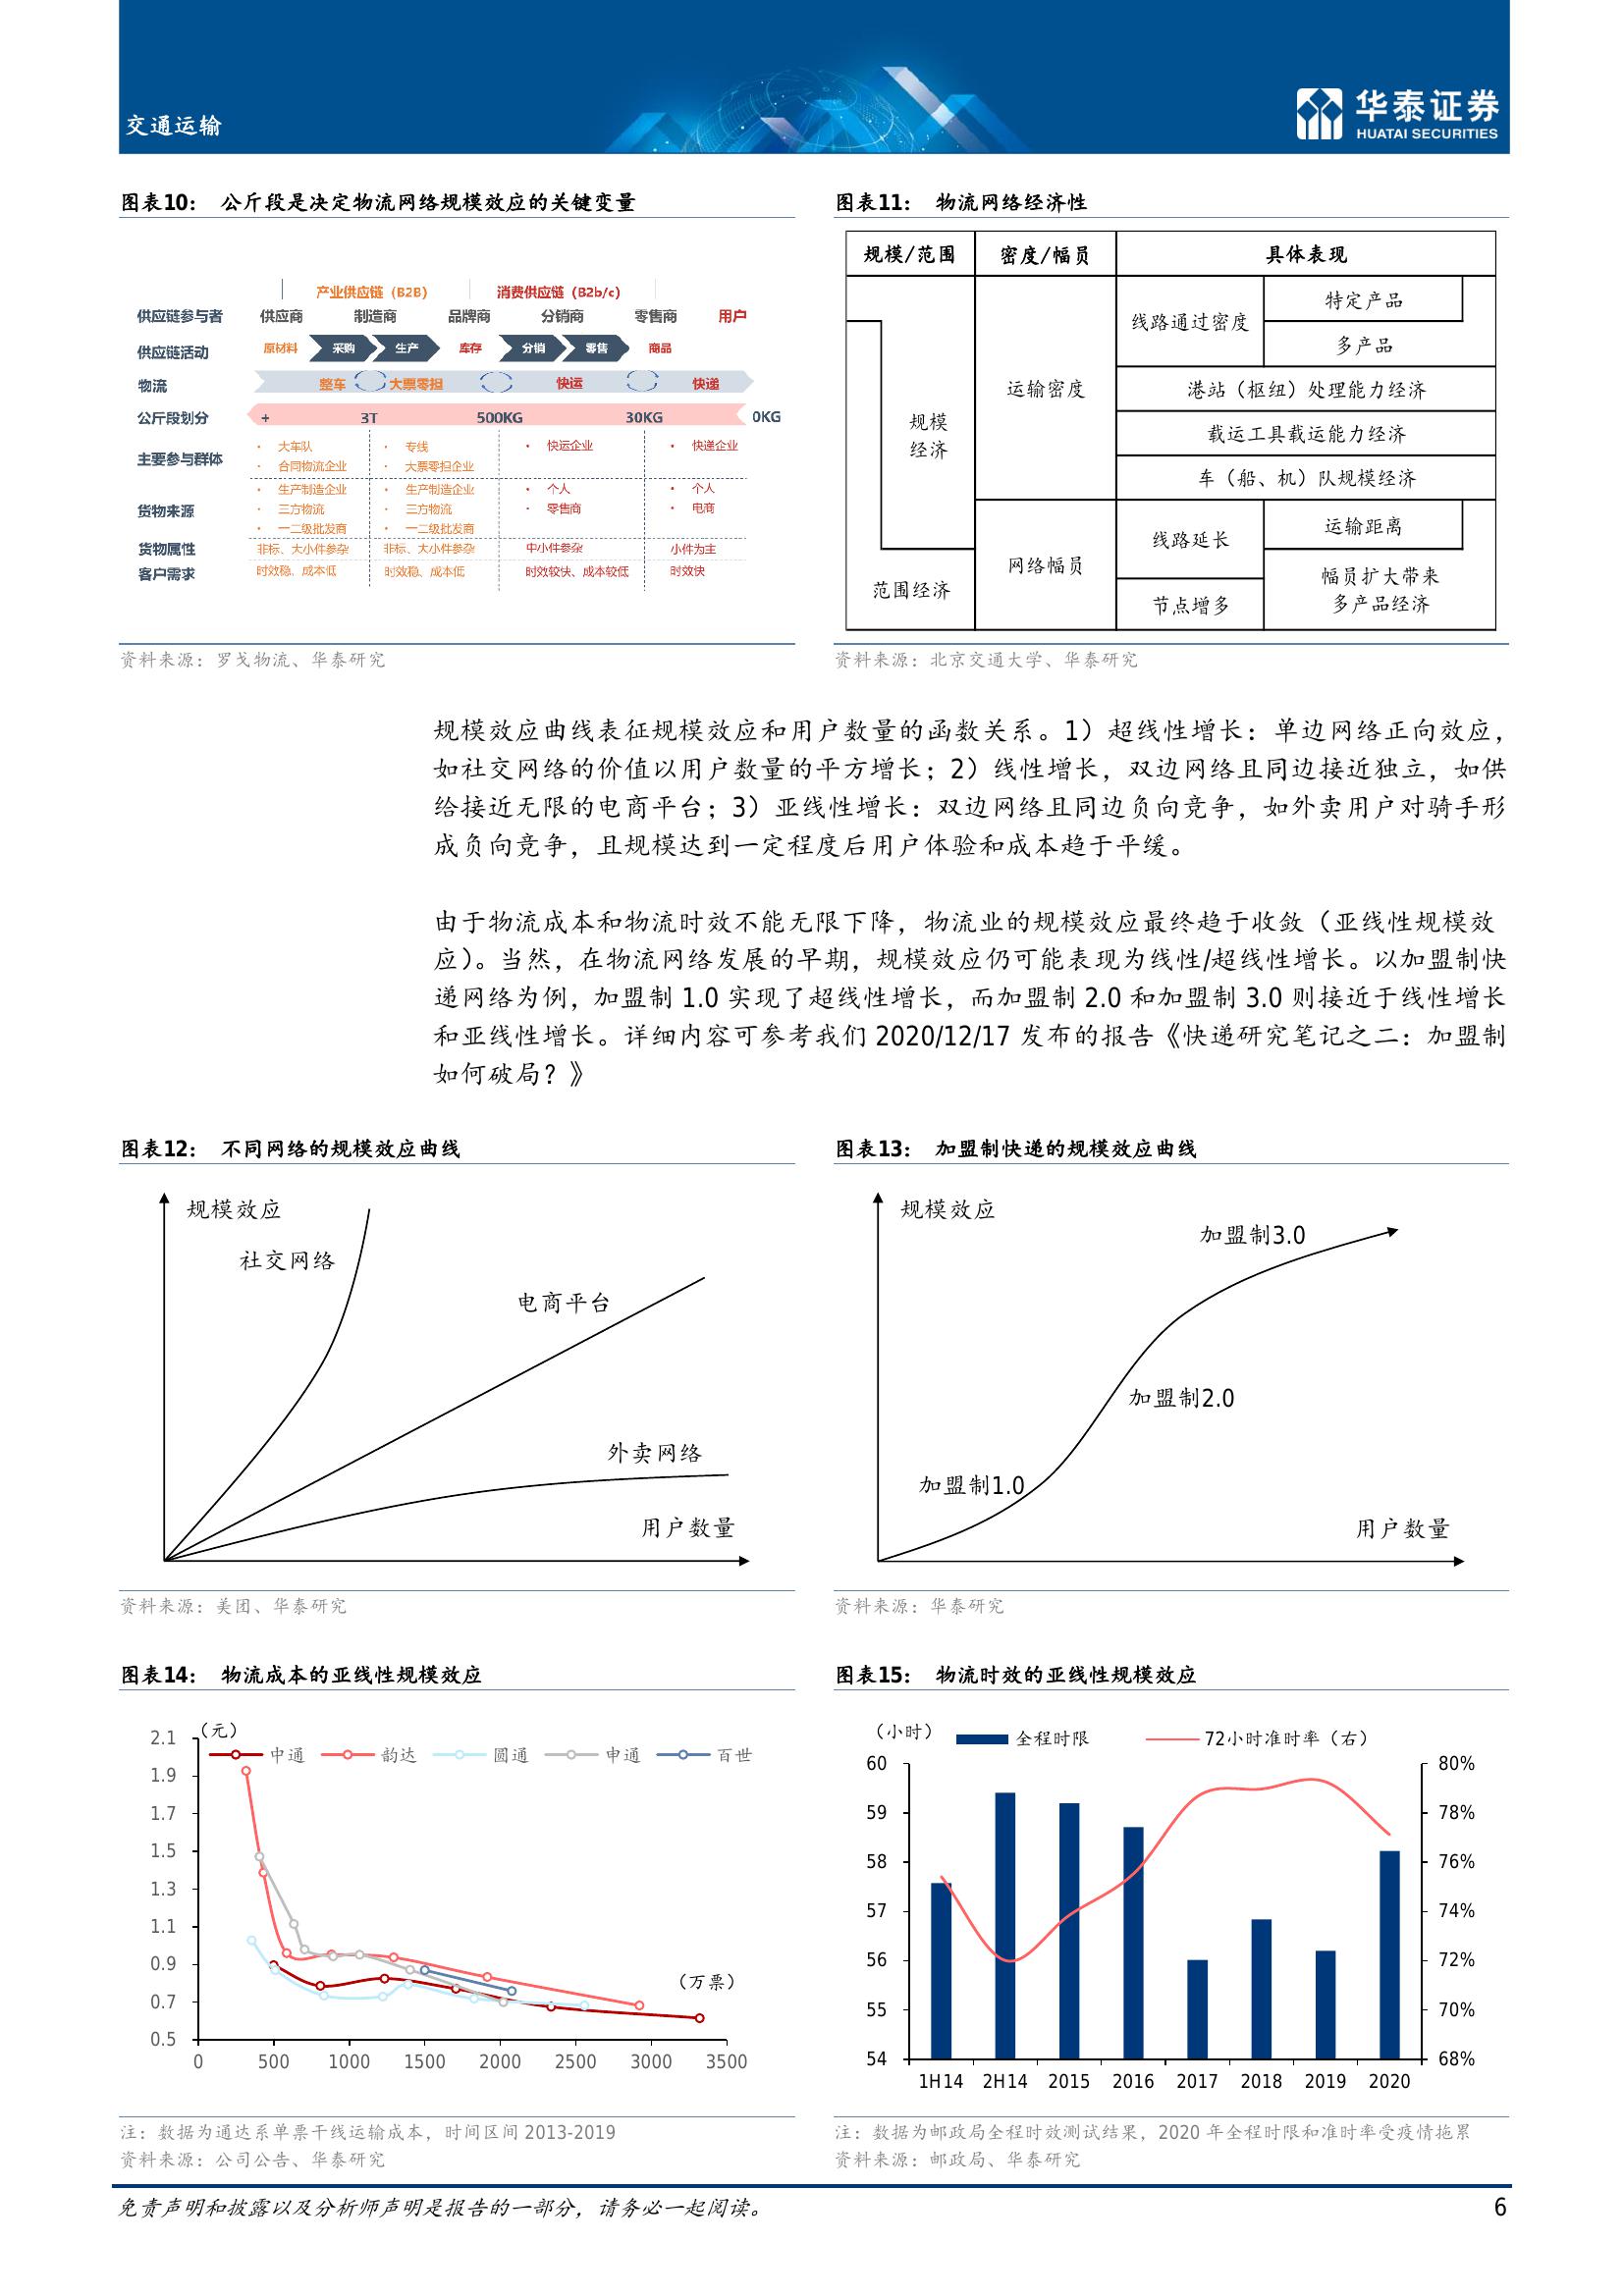 交通运输
华泰证券
HUATAI SECURITIES
图表10： 公斤段是决定物流网络规模效应的关键变量
产业供应链（B2B） 消费供应链（B2b/c）
供应链参与者 供应商 制造商 品牌商 分销商 零售商 用户
供应链活动 原材料 采购 生产 库存 分销 零售 商品
物流 整车 大票零担 快运 快递
公斤段划分 + 3T 500KG 30KG 0KG
主要参与群体
• 大车队 • 专线 • 快运企业 • 快递企业
• 合同物流企业 • 大票零担企业
货物来源
• 生产制造企业 • 生产制造企业 • 个人 • 个人
• 三方物流 • 三方物流 • 零售商 • 电商
• 一二级批发商 • 一二级批发商
货物属性 非标、大小件参杂 非标、大小件参杂 中小件参杂 小件为主
客户需求 时效稳、成本低 时效稳、成本低 时效较快、成本较低 时效快
资料来源：罗戈物流、华泰研究
图表11： 物流网络经济性
规模/范围 密度/幅员 具体表现
规模
经济
范围经济
运输密度
网络幅员
线路通过密度
特定产品
多产品
港站（枢纽）处理能力经济
载运工具载运能力经济
车（船、机）队规模经济
线路延长
运输距离
节点增多
幅员扩大带来
多产品经济
资料来源：北京交通大学、华泰研究
规模效应曲线表征规模效应和用户数量的函数关系。1）超线性增长：单边网络正向效应，
如社交网络的价值以用户数量的平方增长；2）线性增长，双边网络且同边接近独立，如供
给接近无限的电商平台；3）亚线性增长：双边网络且同边负向竞争，如外卖用户对骑手形
成负向竞争，且规模达到一定程度后用户体验和成本趋于平缓。
由于物流成本和物流时效不能无限下降，物流业的规模效应最终趋于收敛（亚线性规模效
应）。当然，在物流网络发展的早期，规模效应仍可能表现为线性/超线性增长。以加盟制快
递网络为例，加盟制 1.0 实现了超线性增长，而加盟制 2.0 和加盟制 3.0 则接近于线性增长
和亚线性增长。详细内容可参考我们 2020/12/17 发布的报告《快递研究笔记之二：加盟制
如何破局？》
图表12： 不同网络的规模效应曲线
规模效应
社交网络
电商平台
外卖网络
用户数量
资料来源：美团、华泰研究
图表13： 加盟制快递的规模效应曲线
规模效应
加盟制3.0
加盟制2.0
加盟制1.0
用户数量
资料来源：华泰研究
图表14： 物流成本的亚线性规模效应
（元）
中通 韵达 圆通 申通 百世
2.1
1.9
1.7
1.5
1.3
1.1
0.9
0.7
0.5
（万票）
0 500 1000 1500 2000 2500 3000 3500
注：数据为通达系单票干线运输成本，时间区间 2013-2019
资料来源：公司公告、华泰研究
图表15： 物流时效的亚线性规模效应
（小时） 全程时限 72小时准时率（右）
60 80%
59 78%
58 76%
57 74%
56 72%
55 70%
54 68%
1H14 2H14 2015 2016 2017 2018 2019 2020
注：数据为邮政局全程时效测试结果，2020 年全程时限和准时率受疫情拖累
资料来源：邮政局、华泰研究
免责声明和披露以及分析师声明是报告的一部分，请务必一起阅读。 6